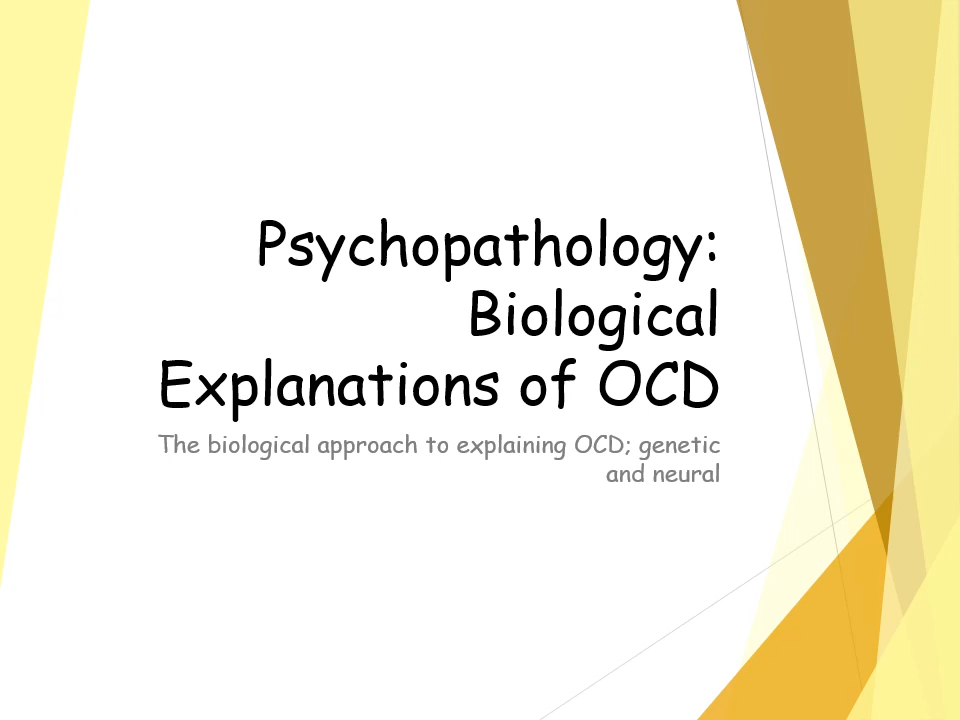 Psychopathology:
Biological
Explanations of OCD
The biological approach to explaining OCD; genetic
and neural